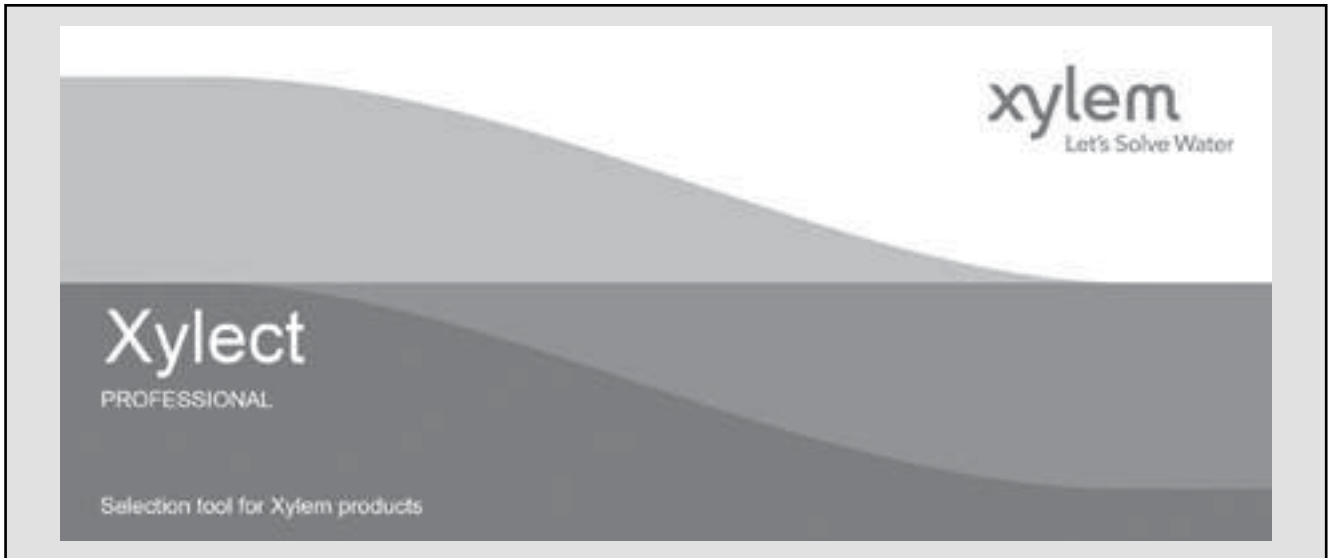 xylem
Let's Solve Water
Xylect
PROFESSIONAL
Selection tool for Xylem products